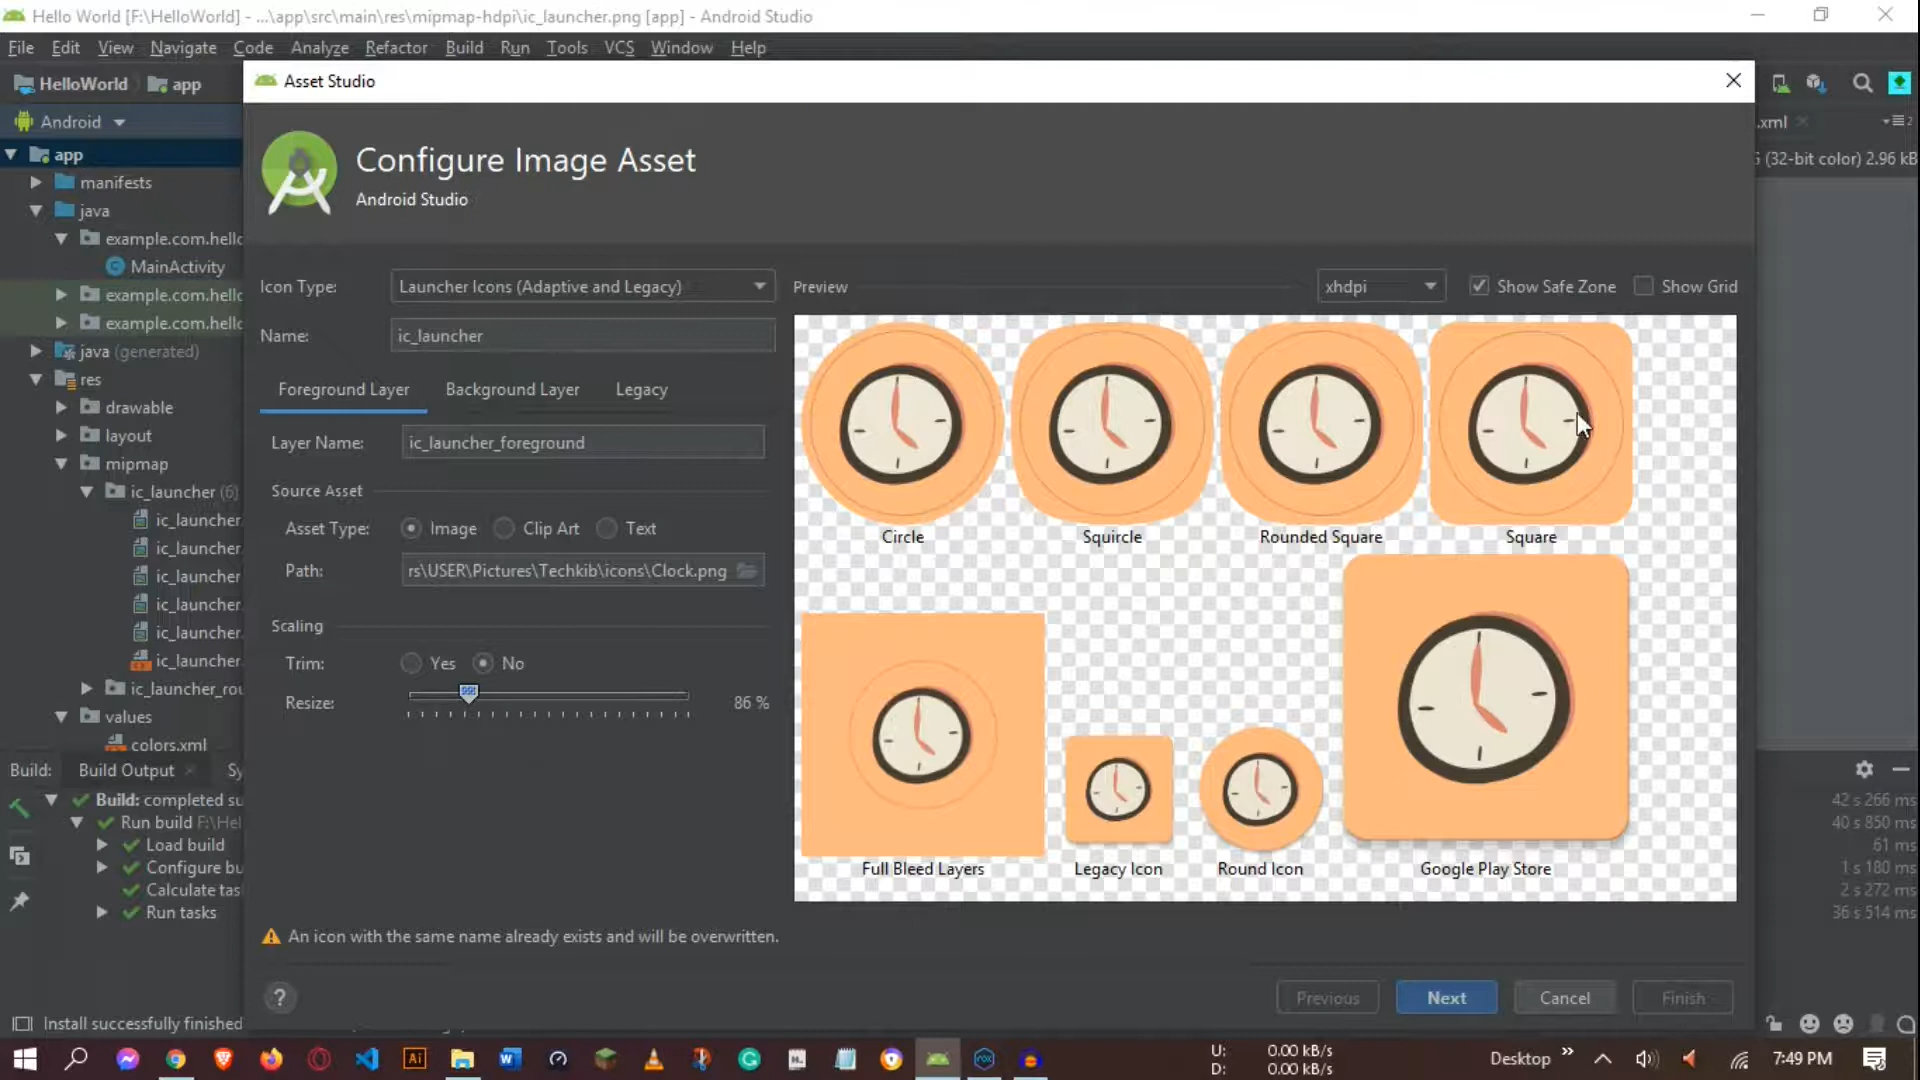 Hello World [F:\HelloWorld] - ...\app\src\main\res\mipmap-hdpi\ic_launcher.png [app] - Android Studio
File Edit View Navigate Code Analyze Refactor Build Run Tools VCS Window Help
HelloWorld app
Asset Studio
Android
.xml
app
Configure Image Asset
(32-bit color) 2.96 kB
manifests
Android Studio
java
example.com.hello
MainActivity
example.com.hello
example.com.hello
java (generated)
res
drawable
layout
mipmap
ic_launcher (6)
ic_launcher.
ic_launcher.
ic_launcher.
ic_launcher.
ic_launcher.
ic_launcher.
ic_launcher_rou
values
colors.xml
Icon Type: Launcher Icons (Adaptive and Legacy)
Name: ic_launcher
Foreground Layer Background Layer Legacy
Layer Name: ic_launcher_foreground
Source Asset
Asset Type: Image Clip Art Text
Path: rs\USER\Pictures\Techkib\icons\Clock.png
Scaling
Trim: Yes No
Resize: 86 %
Preview xhdpi Show Safe Zone Show Grid
Circle Squircle Rounded Square Square
Full Bleed Layers Legacy Icon Round Icon Google Play Store
An icon with the same name already exists and will be overwritten.
? Previous Next Cancel Finish
Build: Build Output Sy
Build: completed su 42 s 266 ms
Run build F:\Hel 40 s 850 ms
Load build 61 ms
Configure bu 1 s 180 ms
Calculate tas 2 s 272 ms
Run tasks 36 s 514 ms
Install successfully finished
U: 0.00 kB/s
D: 0.00 kB/s
Desktop 7:49 PM